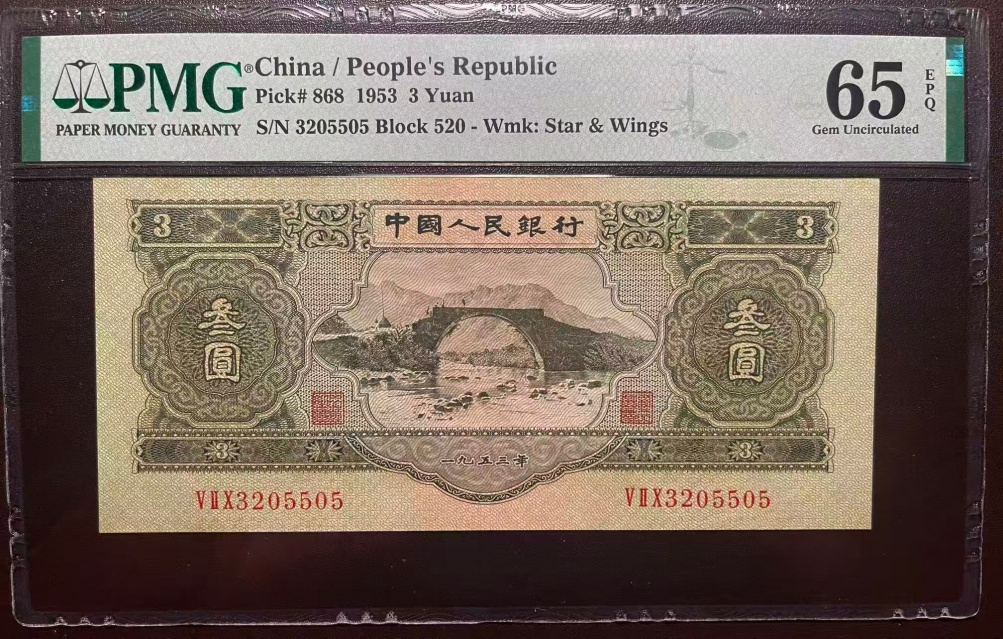 PMG® China / People's Republic
PAPER MONEY GUARANTY
Pick# 868 1953 3 Yuan
S/N 3205505 Block 520 - Wmk: Star & Wings
65 EPQ
Gem Uncirculated
3 中國人民銀行 3
叁圓 叁圓
3 一九五三年 3
VIIX3205505 VIIX3205505